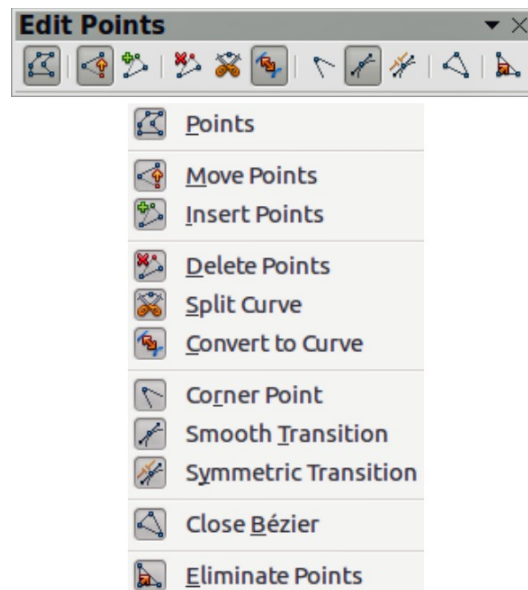 Edit Points
Points
Move Points
Insert Points
Delete Points
Split Curve
Convert to Curve
Corner Point
Smooth Transition
Symmetric Transition
Close Bézier
Eliminate Points